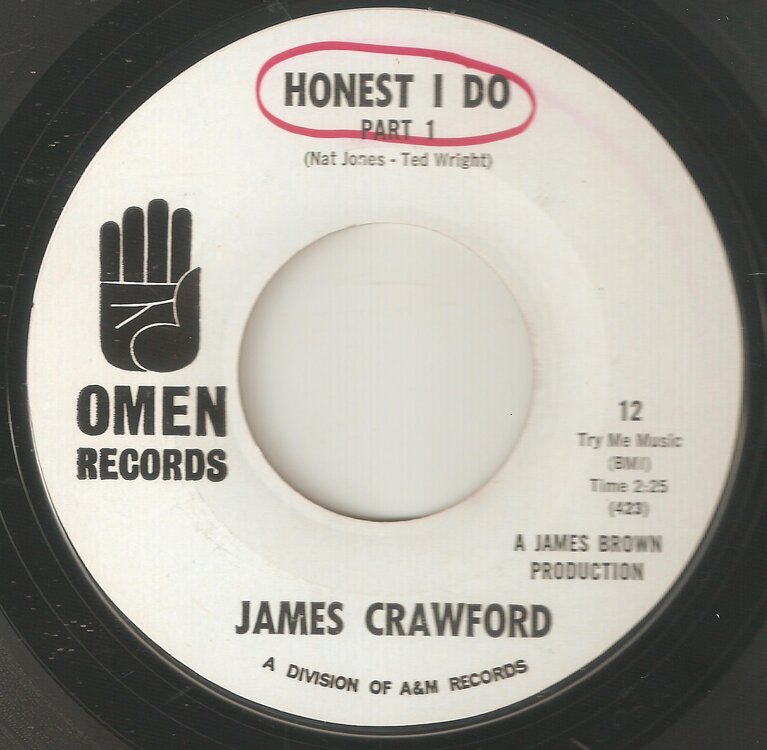 HONEST I DO
PART 1
(Nat Jones - Ted Wright)
OMEN
RECORDS
12
Try Me Music
(BMI)
Time 2:25
(423)
A JAMES BROWN
PRODUCTION
JAMES CRAWFORD
A DIVISION OF A&M RECORDS